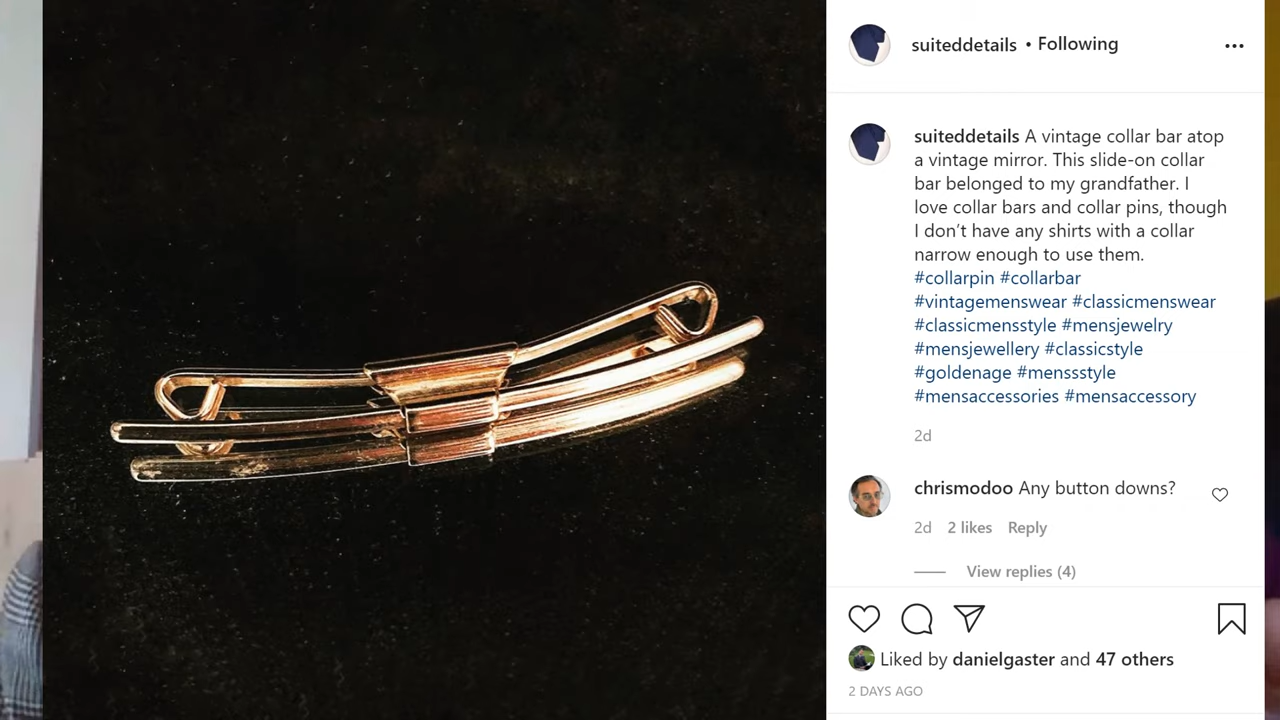 suiteddetails • Following
suiteddetails A vintage collar bar atop
a vintage mirror. This slide-on collar
bar belonged to my grandfather. I
love collar bars and collar pins, though
I don’t have any shirts with a collar
narrow enough to use them.
#collarpin #collarbar
#vintagemenswear #classicmenswear
#classicmensstyle #mensjewelry
#mensjewellery #classicstyle
#goldenage #menssstyle
#mensaccessories #mensaccessory
2d
chrismodoo Any button downs?
2d 2 likes Reply
View replies (4)
Liked by danielgaster and 47 others
2 DAYS AGO